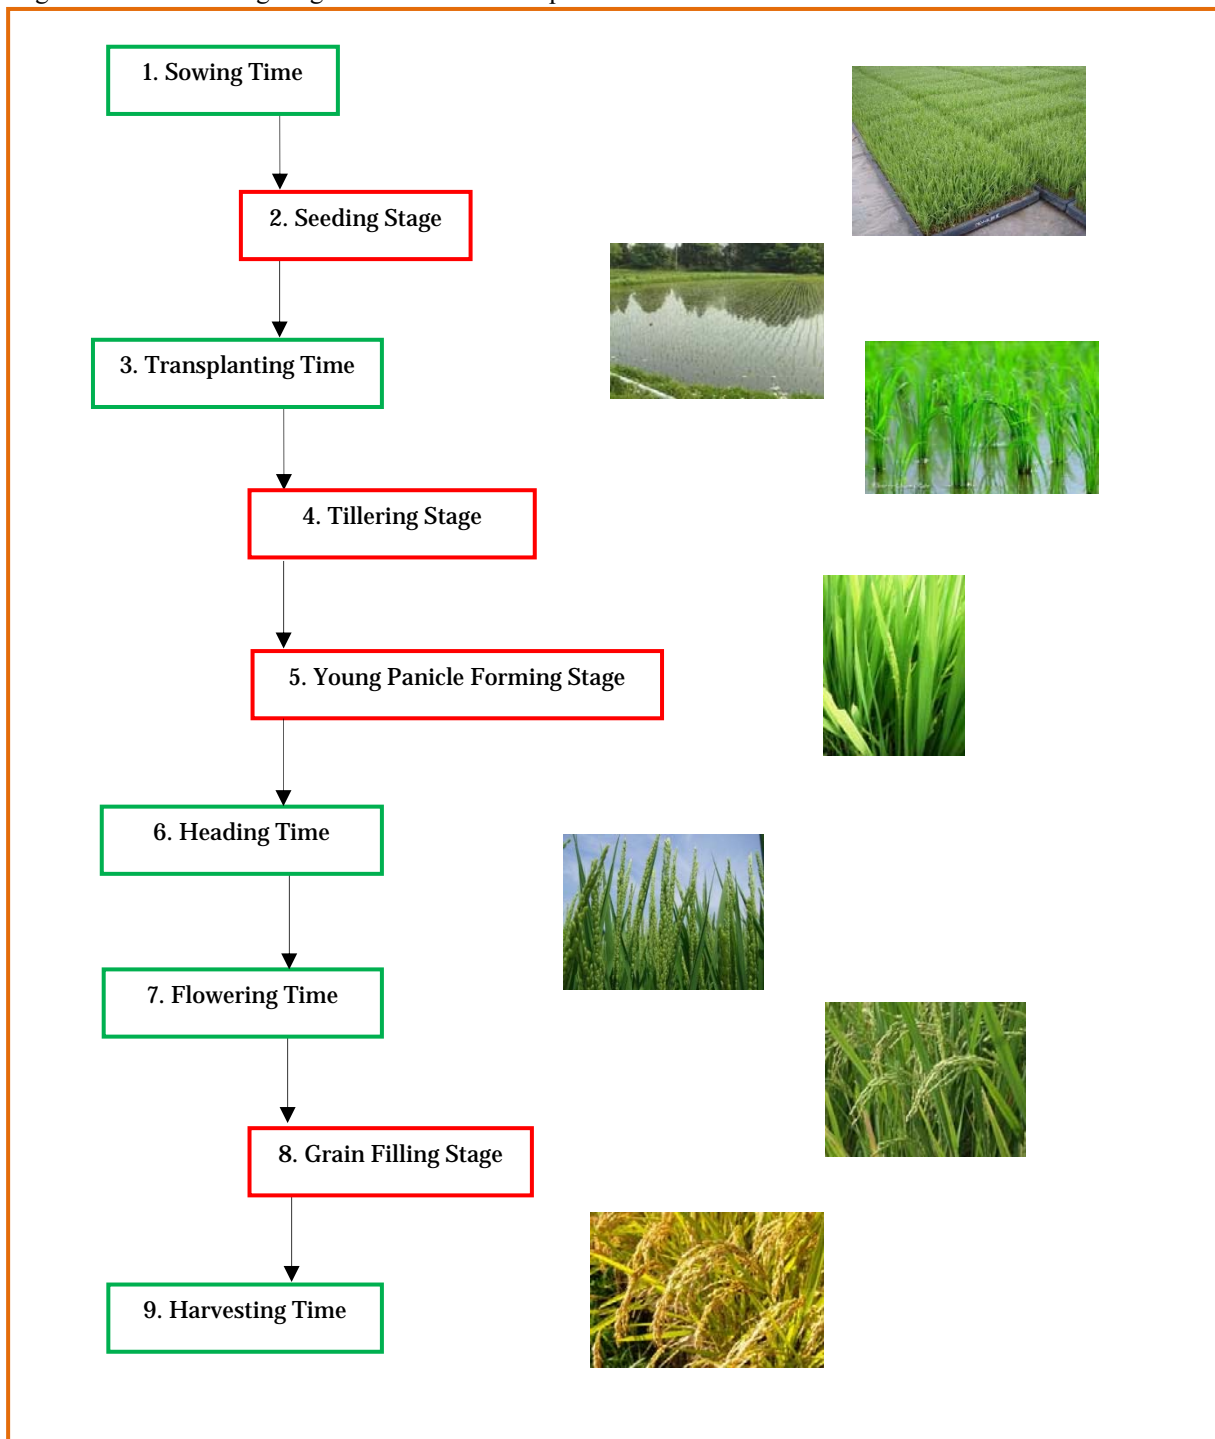 1. Sowing Time
2. Seeding Stage
3. Transplanting Time
4. Tillering Stage
5. Young Panicle Forming Stage
6. Heading Time
7. Flowering Time
8. Grain Filling Stage
9. Harvesting Time